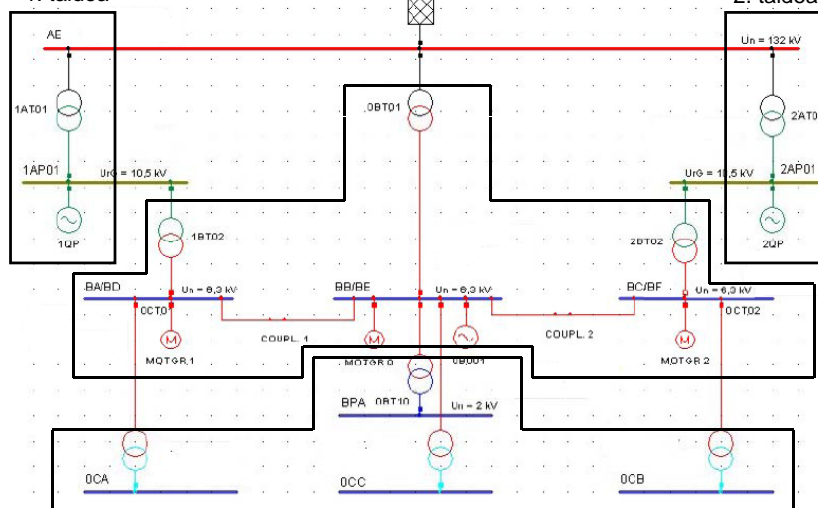 AE
Un = 132 kV
1AT01
0BT01
1AP01
UrG = 10,5 kV
UrG = 10,5 kV
2AP01
1QP
1BT02
2BT02
2QP
BA/BD
Un = 6,3 kV
BB/BE
Un = 6,3 kV
BC/BF
Un = 6,3 kV
0CT02
COUPL. 1
COUPL. 2
M
M
M
MOTGR.1
MOTGR.2
BPA
0BT10
Un = 2 kV
0CA
0CC
0CB